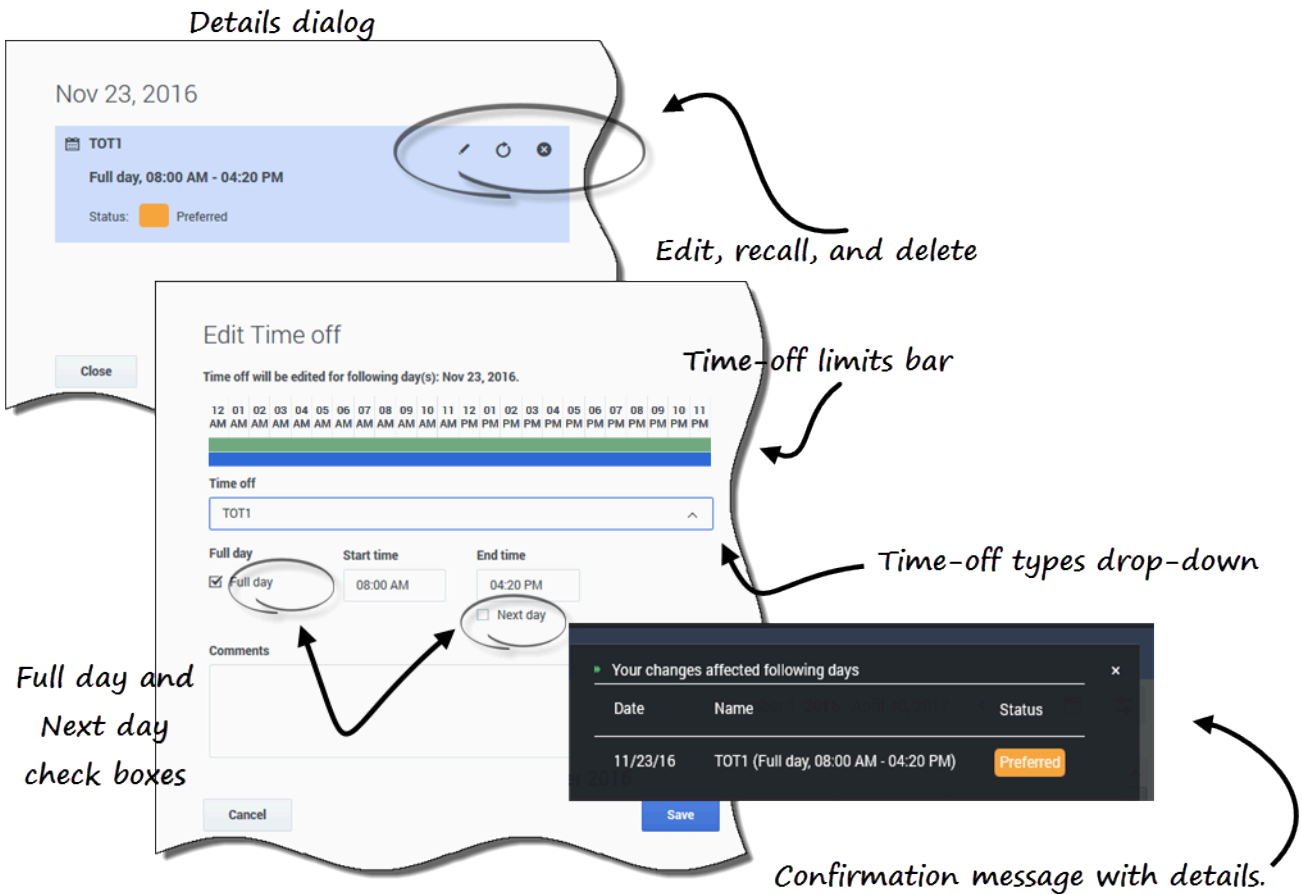 Details dialog
Nov 23, 2016
TOT1
Full day, 08:00 AM - 04:20 PM
Status: Preferred
Edit, recall, and delete
Close
Edit Time off
Time off will be edited for following day(s): Nov 23, 2016.
Time-off limits bar
12 01 02 03 04 05 06 07 08 09 10 11 12 01 02 03 04 05 06 07 08 09 10 11
AM AM AM AM AM AM AM AM AM AM AM AM PM PM PM PM PM PM PM PM PM PM PM PM
Time off
TOT1
Time-off types drop-down
Full day Start time End time
Full day 08:00 AM 04:20 PM
Next day
Comments
Full day and
Next day
check boxes
Your changes affected following days ×
Date Name Status
11/23/16 TOT1 (Full day, 08:00 AM - 04:20 PM) Preferred
Cancel Save
Confirmation message with details.